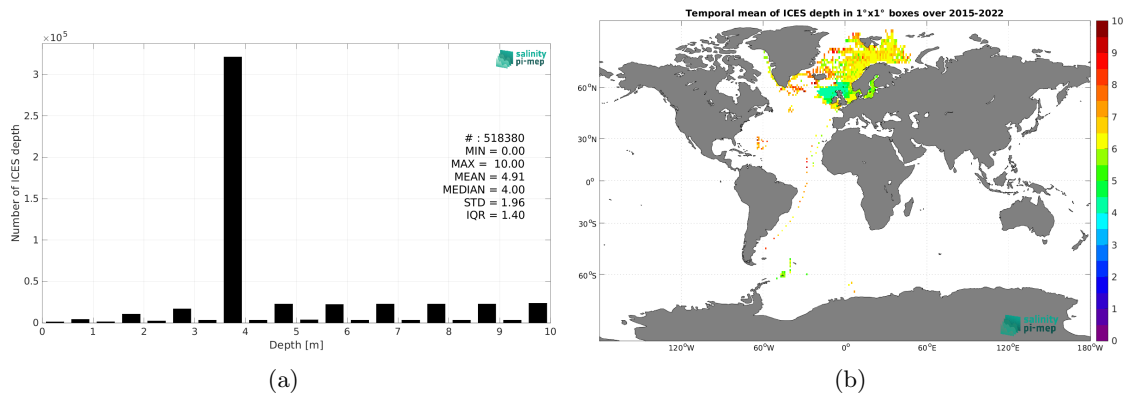 ×10⁵
salinity
pi-mep
3
2.5
2
1.5
1
0.5
0
Number of ICES depth
# : 518380
MIN = 0.00
MAX = 10.00
MEAN = 4.91
MEDIAN = 4.00
STD = 1.96
IQR = 1.40
0 1 2 3 4 5 6 7 8 9 10
Depth [m]
(a)
Temporal mean of ICES depth in 1°x1° boxes over 2015-2022
60°N
30°N
0°
30°S
60°S
120°W 60°W 0° 60°E 120°E 180°W
salinity
pi-mep
10
9
8
7
6
5
4
3
2
1
0
(b)